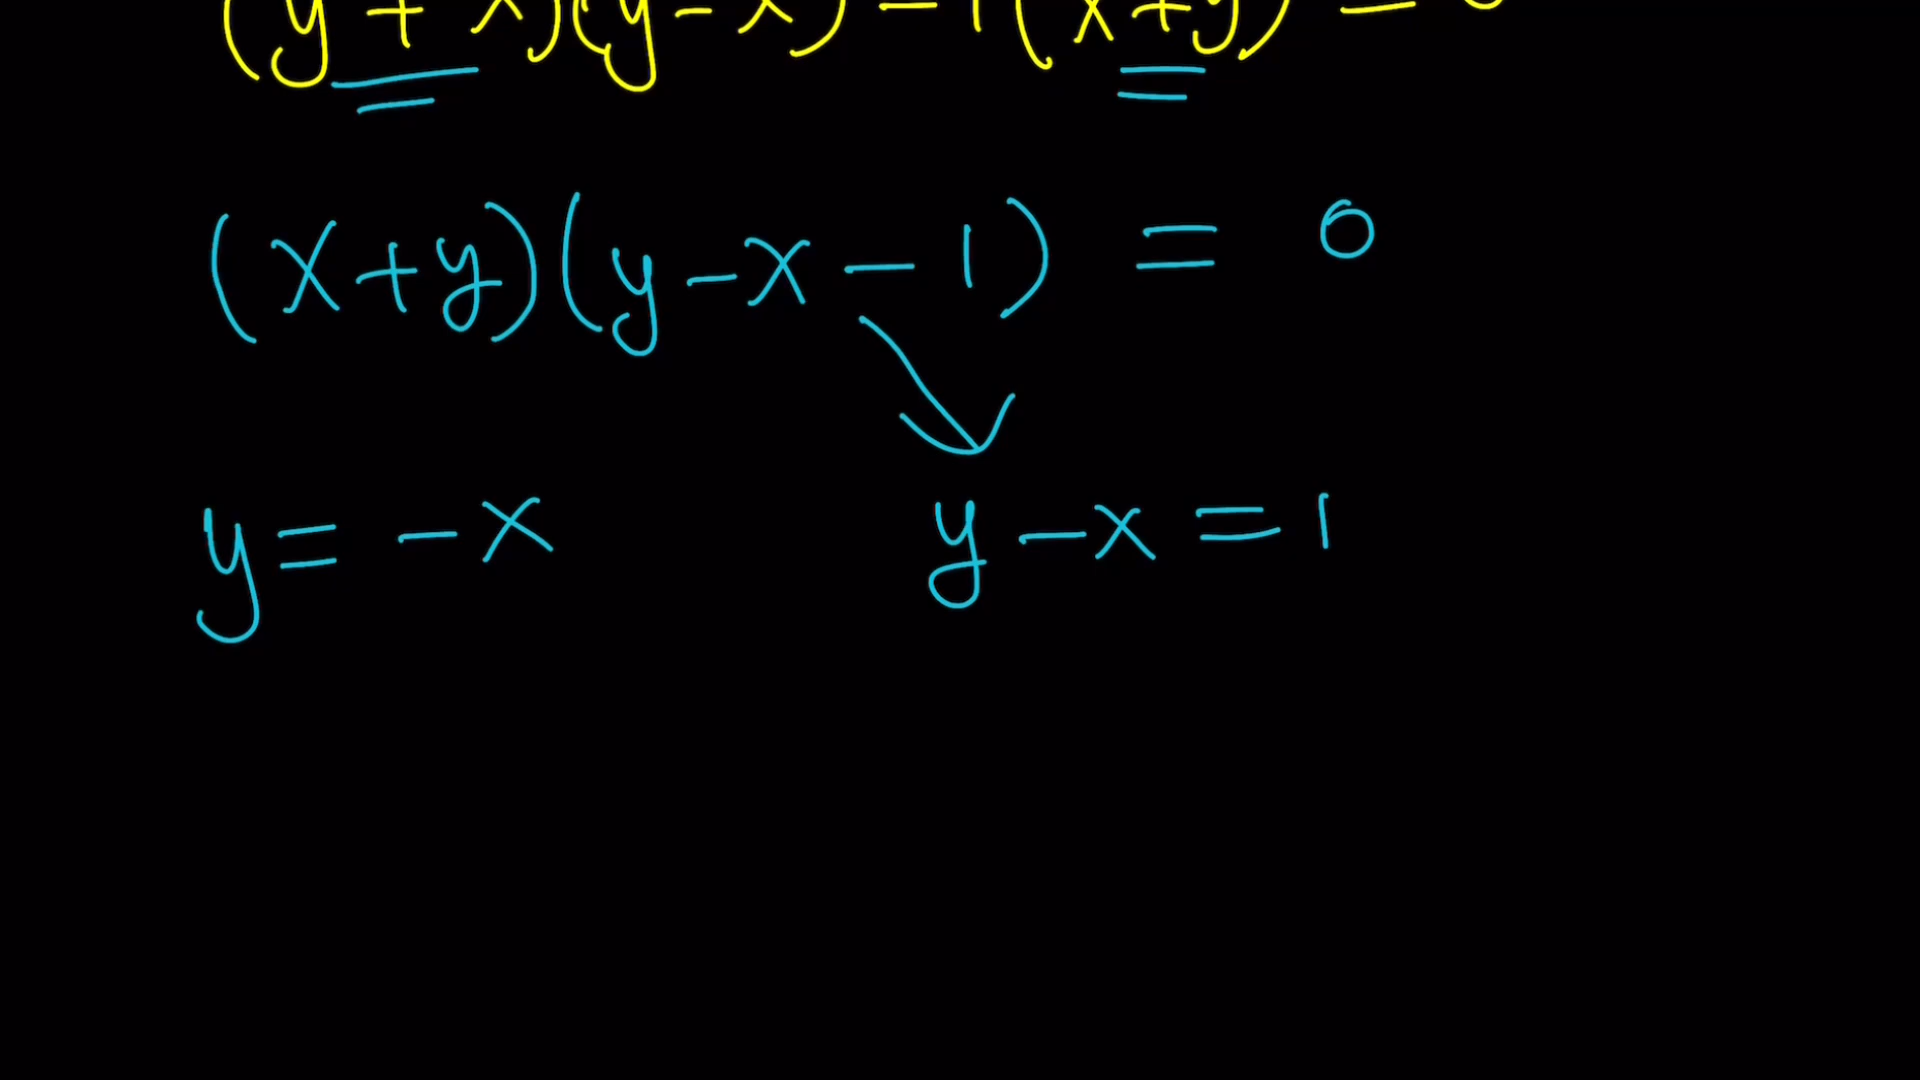 (y + x)(y - x) - 1(x + y) = 0
(x + y)(y - x - 1) = 0
y = -x y - x = 1